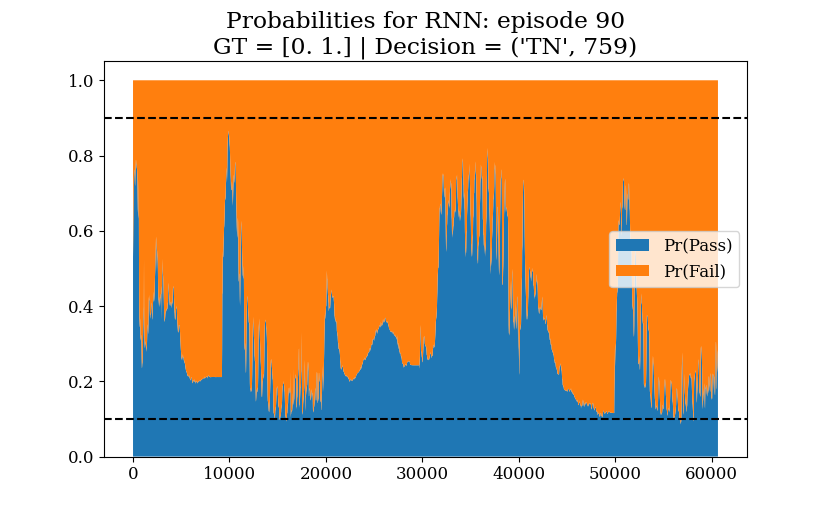 Probabilities for RNN: episode 90
GT = [0. 1.] | Decision = ('TN', 759)
1.0
0.8
0.6
0.4
0.2
0.0
Pr(Pass)
Pr(Fail)
0 10000 20000 30000 40000 50000 60000